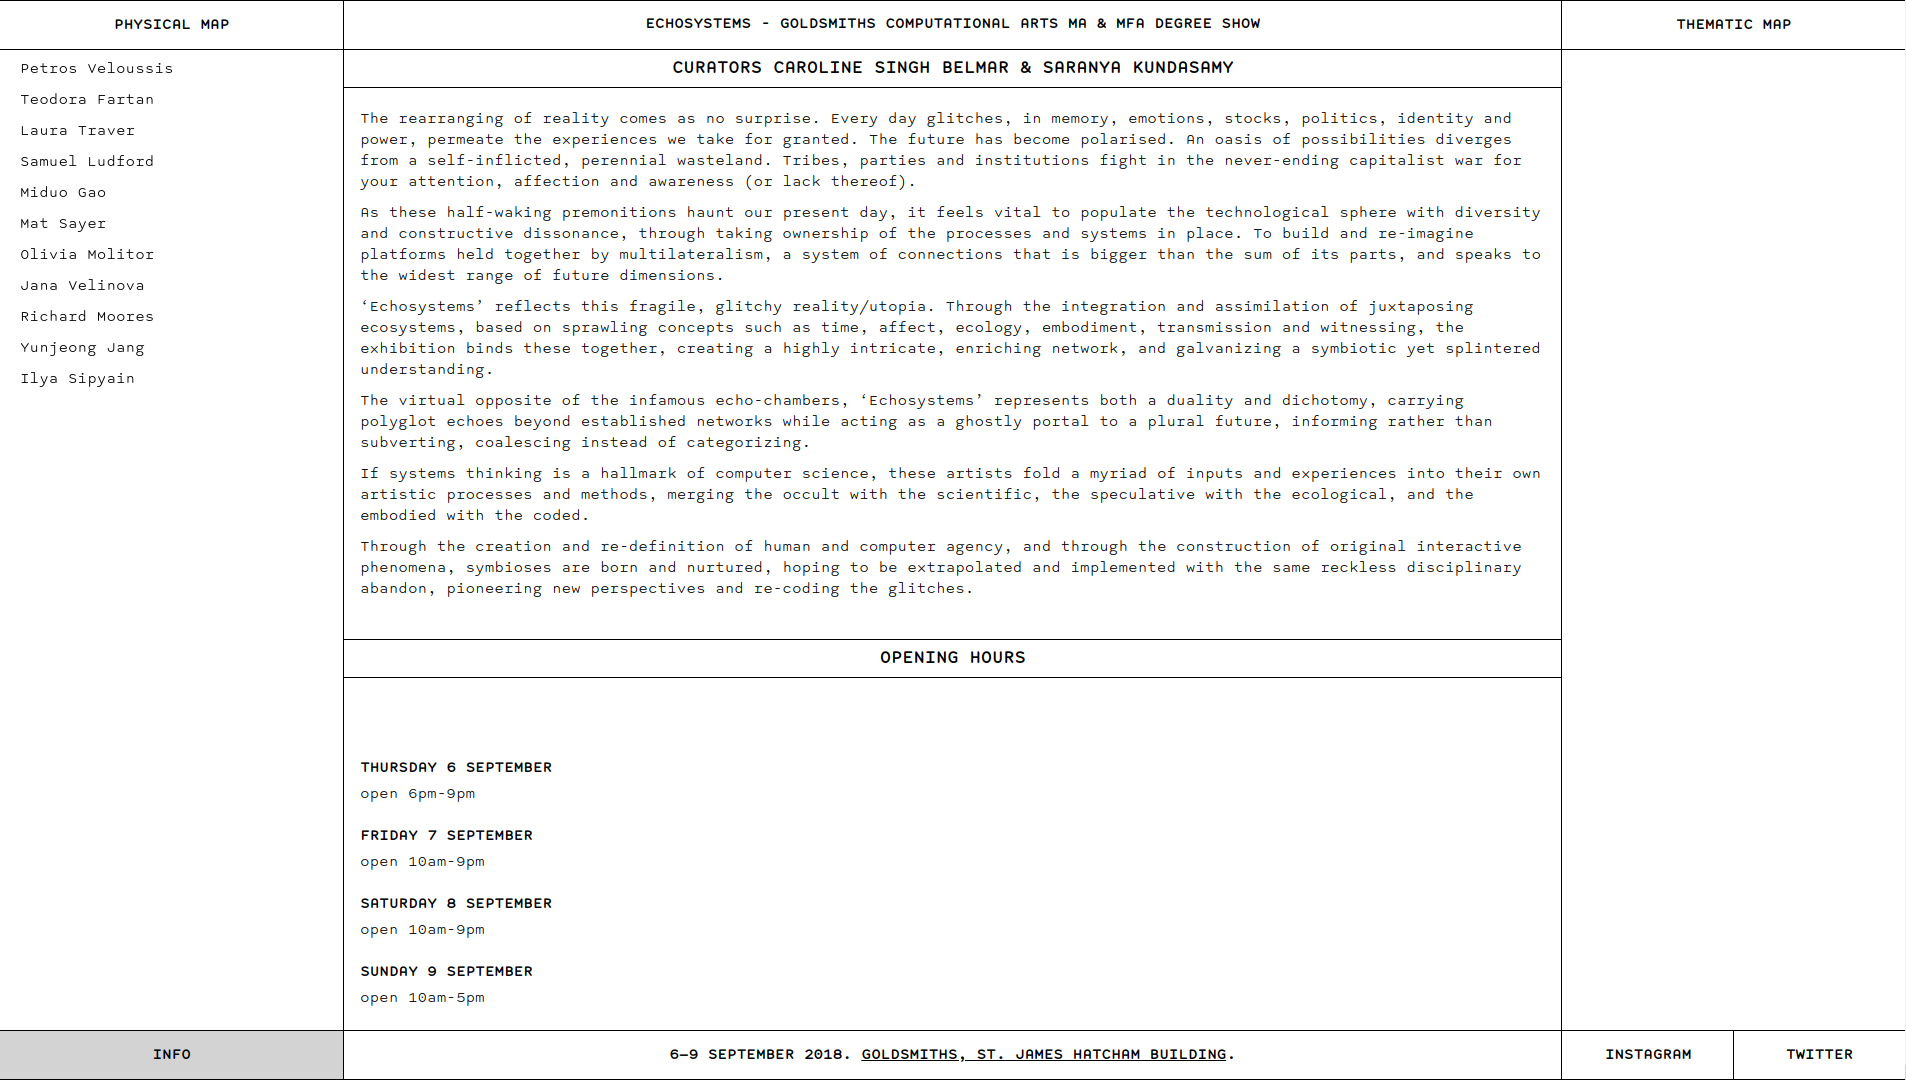 PHYSICAL MAP
ECHOSYSTEMS - GOLDSMITHS COMPUTATIONAL ARTS MA & MFA DEGREE SHOW
THEMATIC MAP
Petros Veloussis
Teodora Fartan
Laura Traver
Samuel Ludford
Miduo Gao
Mat Sayer
Olivia Molitor
Jana Velinova
Richard Moores
Yunjeong Jang
Ilya Sipyain
CURATORS CAROLINE SINGH BELMAR & SARANYA KUNDASAMY
The rearranging of reality comes as no surprise. Every day glitches, in memory, emotions, stocks, politics, identity and
power, permeate the experiences we take for granted. The future has become polarised. An oasis of possibilities diverges
from a self-inflicted, perennial wasteland. Tribes, parties and institutions fight in the never-ending capitalist war for
your attention, affection and awareness (or lack thereof).
As these half-waking premonitions haunt our present day, it feels vital to populate the technological sphere with diversity
and constructive dissonance, through taking ownership of the processes and systems in place. To build and re-imagine
platforms held together by multilateralism, a system of connections that is bigger than the sum of its parts, and speaks to
the widest range of future dimensions.
‘Echosystems’ reflects this fragile, glitchy reality/utopia. Through the integration and assimilation of juxtaposing
ecosystems, based on sprawling concepts such as time, affect, ecology, embodiment, transmission and witnessing, the
exhibition binds these together, creating a highly intricate, enriching network, and galvanizing a symbiotic yet splintered
understanding.
The virtual opposite of the infamous echo-chambers, ‘Echosystems’ represents both a duality and dichotomy, carrying
polyglot echoes beyond established networks while acting as a ghostly portal to a plural future, informing rather than
subverting, coalescing instead of categorizing.
If systems thinking is a hallmark of computer science, these artists fold a myriad of inputs and experiences into their own
artistic processes and methods, merging the occult with the scientific, the speculative with the ecological, and the
embodied with the coded.
Through the creation and re-definition of human and computer agency, and through the construction of original interactive
phenomena, symbioses are born and nurtured, hoping to be extrapolated and implemented with the same reckless disciplinary
abandon, pioneering new perspectives and re-coding the glitches.
OPENING HOURS
THURSDAY 6 SEPTEMBER
open 6pm-9pm
FRIDAY 7 SEPTEMBER
open 10am-9pm
SATURDAY 8 SEPTEMBER
open 10am-9pm
SUNDAY 9 SEPTEMBER
open 10am-5pm
INFO
6–9 SEPTEMBER 2018. GOLDSMITHS, ST. JAMES HATCHAM BUILDING.
INSTAGRAM
TWITTER